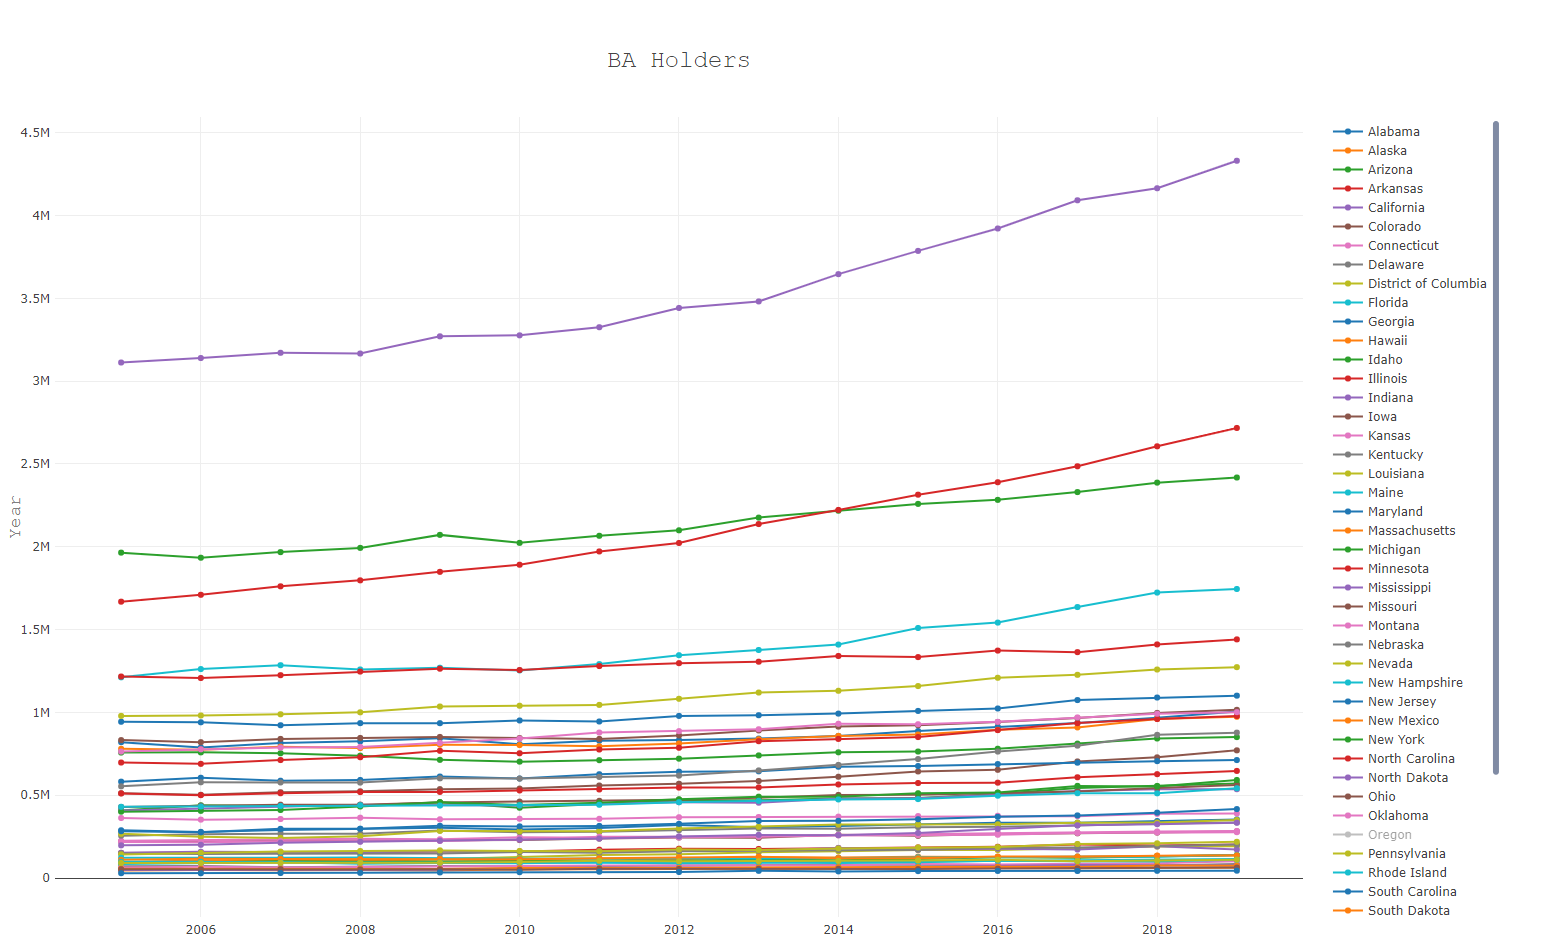 BA Holders
4.5M
4M
3.5M
3M
2.5M
2M
1.5M
1M
0.5M
0
Year
2006
2008
2010
2012
2014
2016
2018
Alabama
Alaska
Arizona
Arkansas
California
Colorado
Connecticut
Delaware
District of Columbia
Florida
Georgia
Hawaii
Idaho
Illinois
Indiana
Iowa
Kansas
Kentucky
Louisiana
Maine
Maryland
Massachusetts
Michigan
Minnesota
Mississippi
Missouri
Montana
Nebraska
Nevada
New Hampshire
New Jersey
New Mexico
New York
North Carolina
North Dakota
Ohio
Oklahoma
Oregon
Pennsylvania
Rhode Island
South Carolina
South Dakota